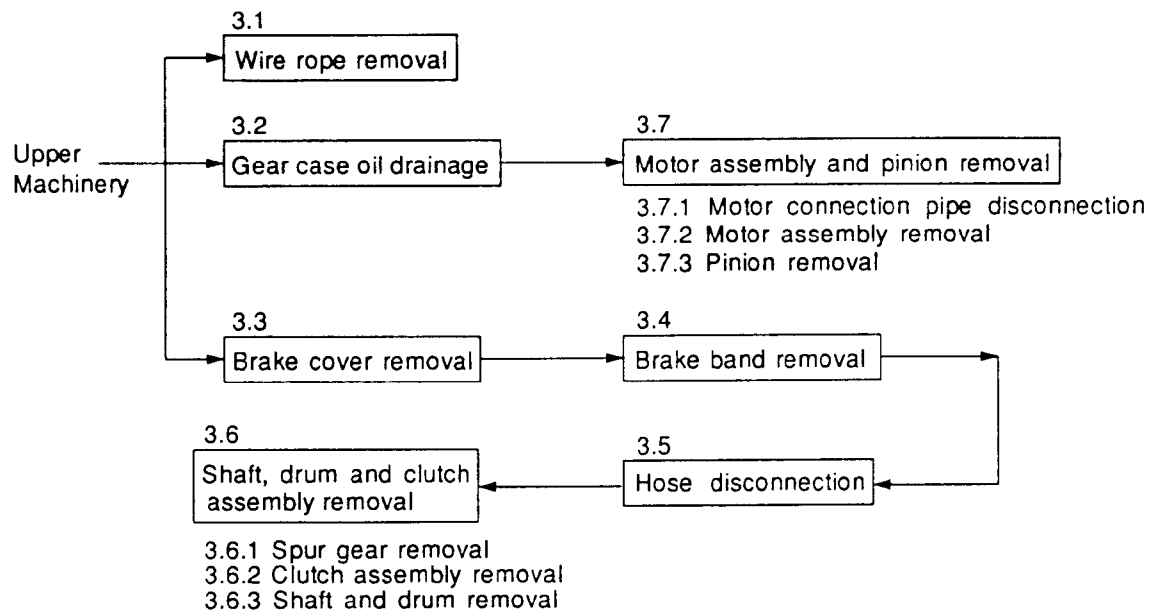 3.1
Wire rope removal
3.2
Gear case oil drainage
3.7
Motor assembly and pinion removal
Upper
Machinery
3.7.1 Motor connection pipe disconnection
3.7.2 Motor assembly removal
3.7.3 Pinion removal
3.3
Brake cover removal
3.4
Brake band removal
3.6
Shaft, drum and clutch
assembly removal
3.5
Hose disconnection
3.6.1 Spur gear removal
3.6.2 Clutch assembly removal
3.6.3 Shaft and drum removal